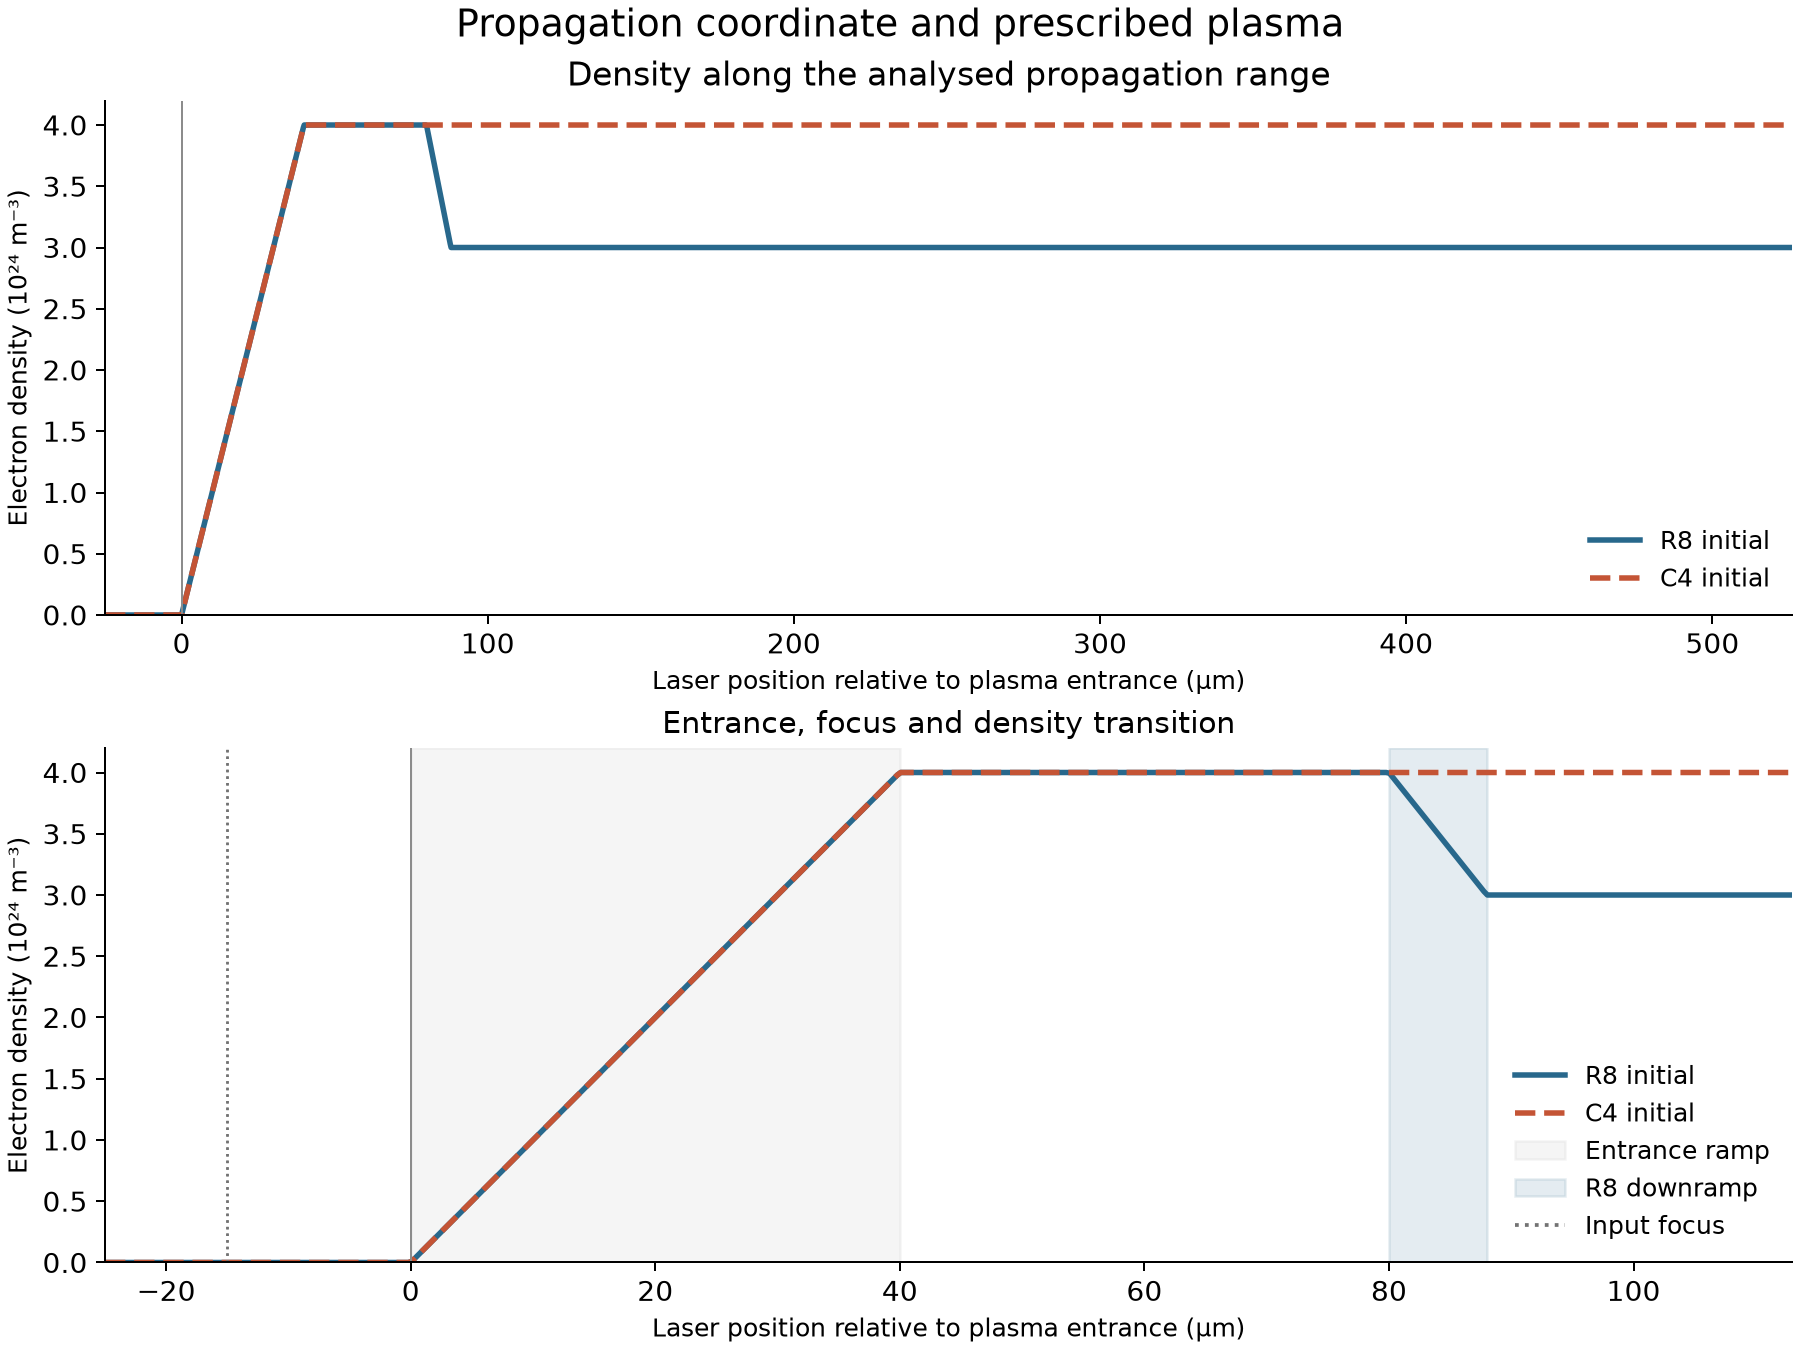 Propagation coordinate and prescribed plasma
Density along the analysed propagation range
Electron density (10²⁴ m⁻³)
4.0
3.5
3.0
2.5
2.0
1.5
1.0
0.5
0.0
R8 initial
C4 initial
0 100 200 300 400 500
Laser position relative to plasma entrance (µm)
Entrance, focus and density transition
Electron density (10²⁴ m⁻³)
4.0
3.5
3.0
2.5
2.0
1.5
1.0
0.5
0.0
R8 initial
C4 initial
Entrance ramp
R8 downramp
Input focus
−20 0 20 40 60 80 100
Laser position relative to plasma entrance (µm)